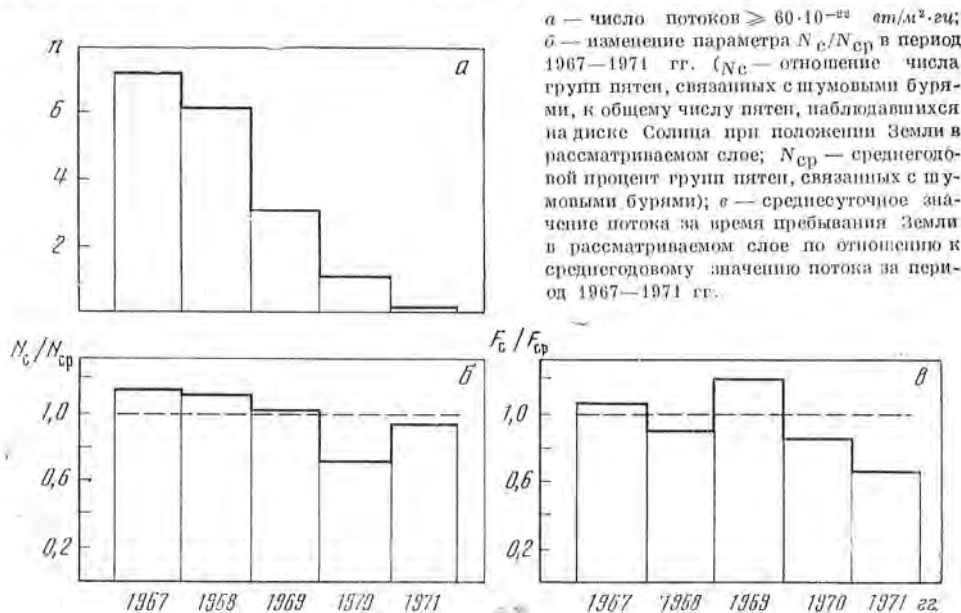 а — число потоков ⩾ 60·10⁻²² вт/м²·гц;
б — изменение параметра N_c/N_ср в период
1967—1971 гг. (N_c — отношение числа
групп пятен, связанных с шумовыми буря-
ми, к общему числу пятен, наблюдавшихся
на диске Солнца при положении Земли в
рассматриваемом слое; N_ср — среднегодо-
вой процент групп пятен, связанных с шу-
мовыми бурями); в — среднесуточное зна-
чение потока за время пребывания Земли
в рассматриваемом слое по отношению к
среднегодовому значению потока за пери-
од 1967—1971 гг.
n
а
6
4
2
N_c/N_ср
б
1,0
0,6
0,2
1967 1968 1969 1970 1971
F_c/F_ср
в
1,0
0,6
0,2
1967 1968 1969 1970 1971 гг.